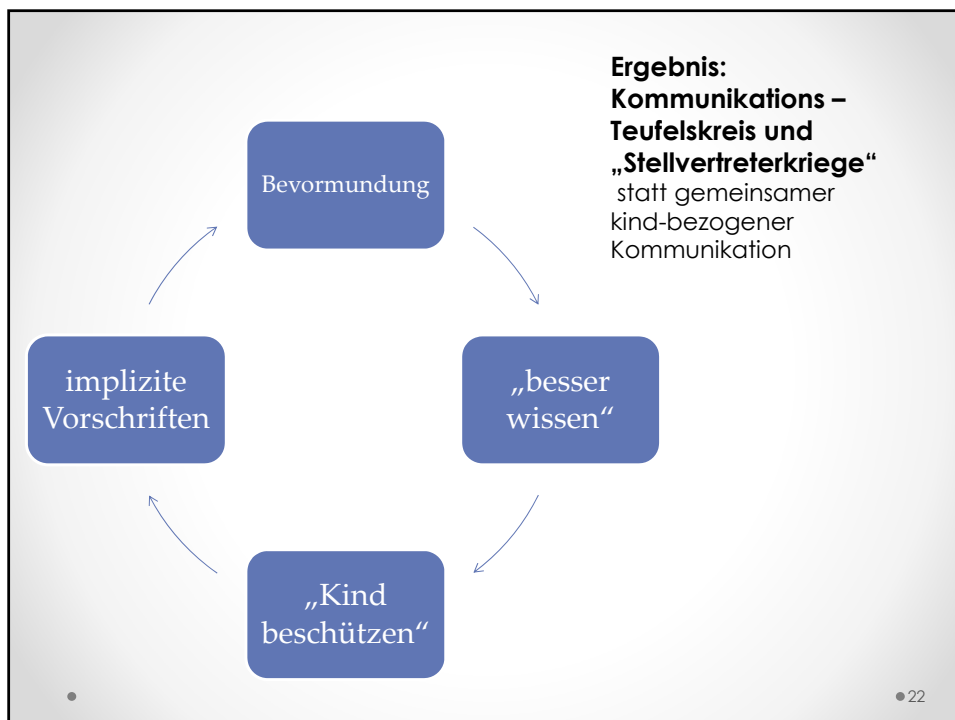 Ergebnis:
Kommunikations –
Teufelskreis und
„Stellvertreterkriege“
statt gemeinsamer
kind-bezogener
Kommunikation
Bevormundung
„besser
wissen“
„Kind
beschützen“
implizite
Vorschriften
22